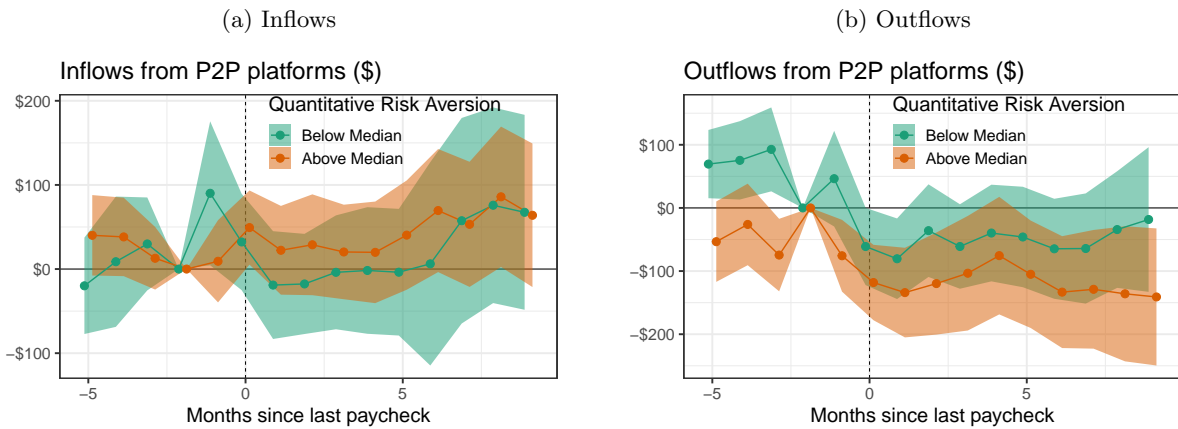 (a) Inflows
Inflows from P2P platforms ($)
Quantitative Risk Aversion
Below Median
Above Median
$200
$100
$0
−$100
−5
0
5
Months since last paycheck
(b) Outflows
Outflows from P2P platforms ($)
Quantitative Risk Aversion
Below Median
Above Median
$100
$0
−$100
−$200
−5
0
5
Months since last paycheck